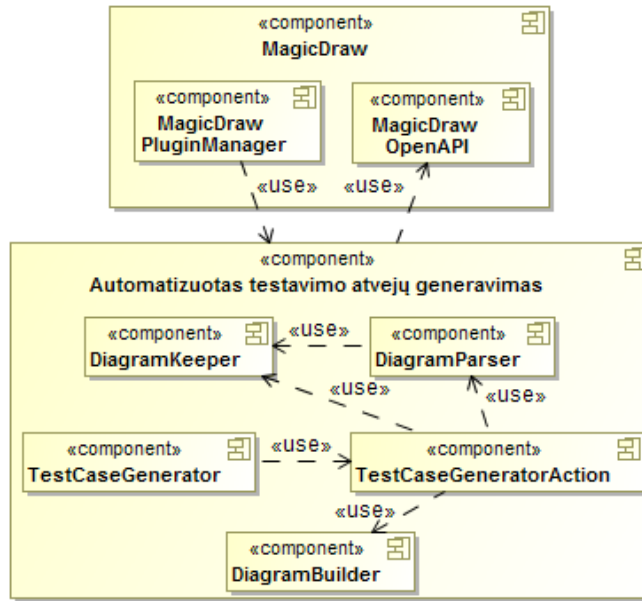 «component»
MagicDraw
«component»
MagicDraw
PluginManager
«component»
MagicDraw
OpenAPI
«use»
«use»
«component»
Automatizuotas testavimo atvejų generavimas
«component»
DiagramKeeper
«use»
«component»
DiagramParser
«use»
«use»
«component»
TestCaseGenerator
«use»
«component»
TestCaseGeneratorAction
«use»
«component»
DiagramBuilder